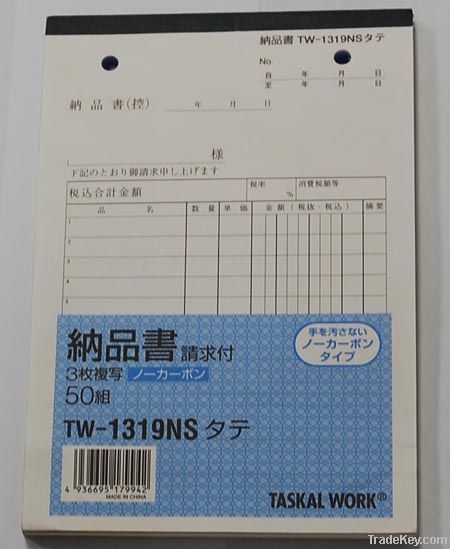 納品書 TW-1319NSタテ
No.
自 年 月 日
至 年 月 日
納品書(控) 年 月 日
様
下記のとおり御請求申し上げます
税込合計金額 税率 % 消費税額等
品 名 数量 単価 金額(税抜・税込) 摘要
1
2
3
4
5
納品書 請求付
手を汚さない
ノーカーボン
タイプ
3枚複写 ノーカーボン
50組
TW-1319NS タテ
4 936695 179942
MADE IN CHINA
TASKAL WORK®
TradeKey.com